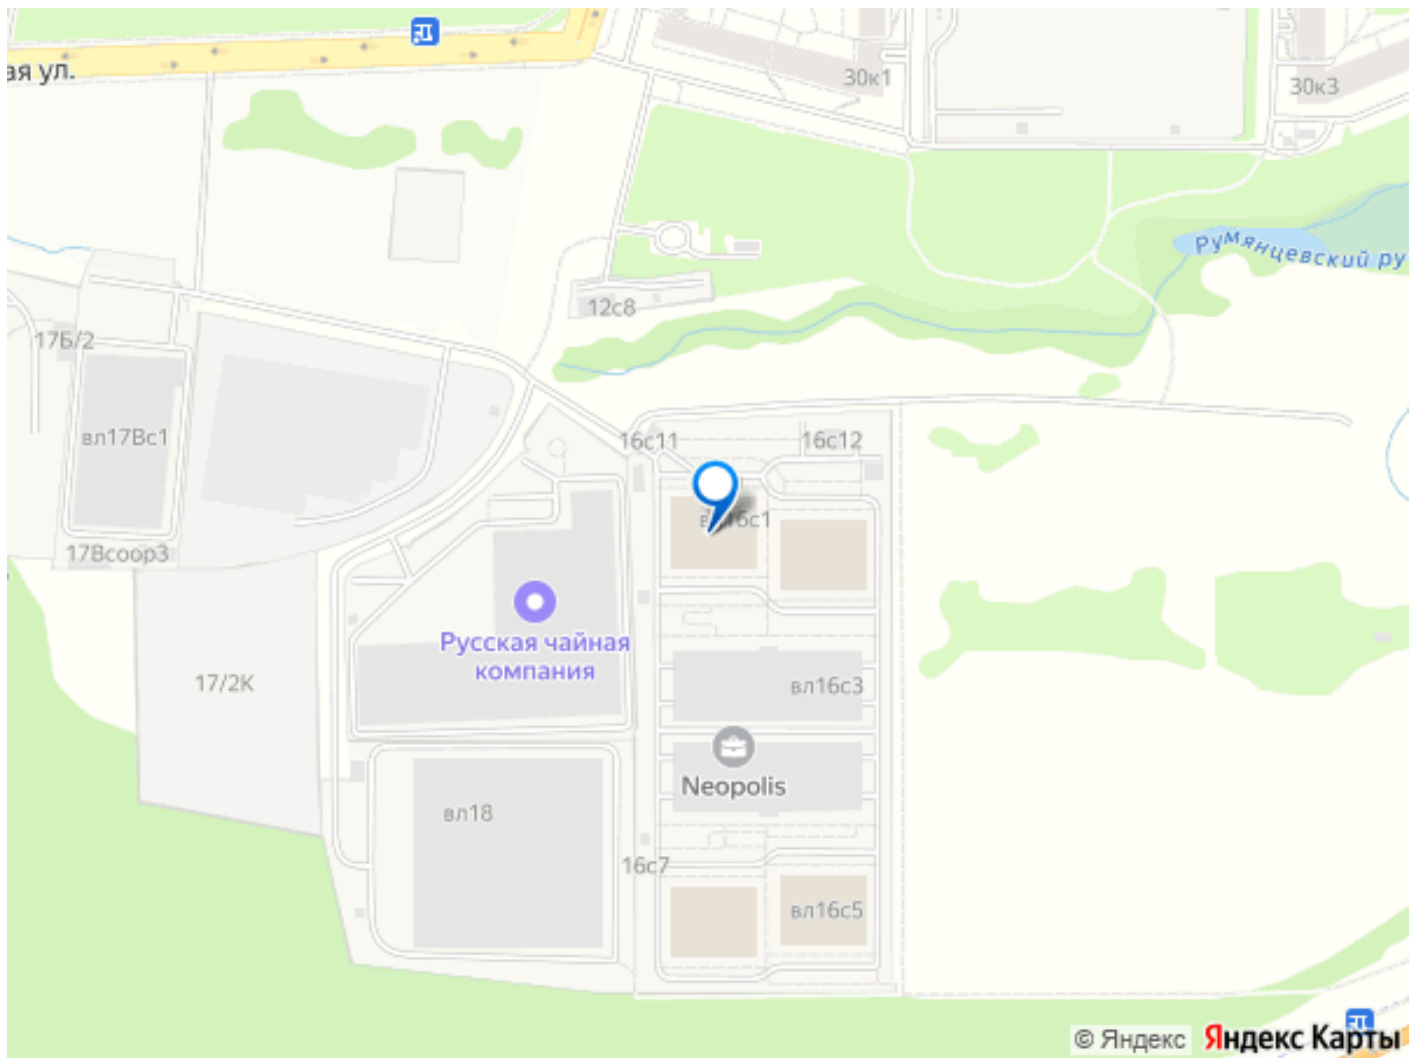 ая ул.
30к1
30к3
Румянцевский ру
12с8
17Б/2
вл17Вс1
16с11
16с12
вл16с1
17Всоор3
Русская чайная
компания
17/2К
вл16с3
Neopolis
вл18
16с7
вл16с5
© Яндекс Яндекс Карты